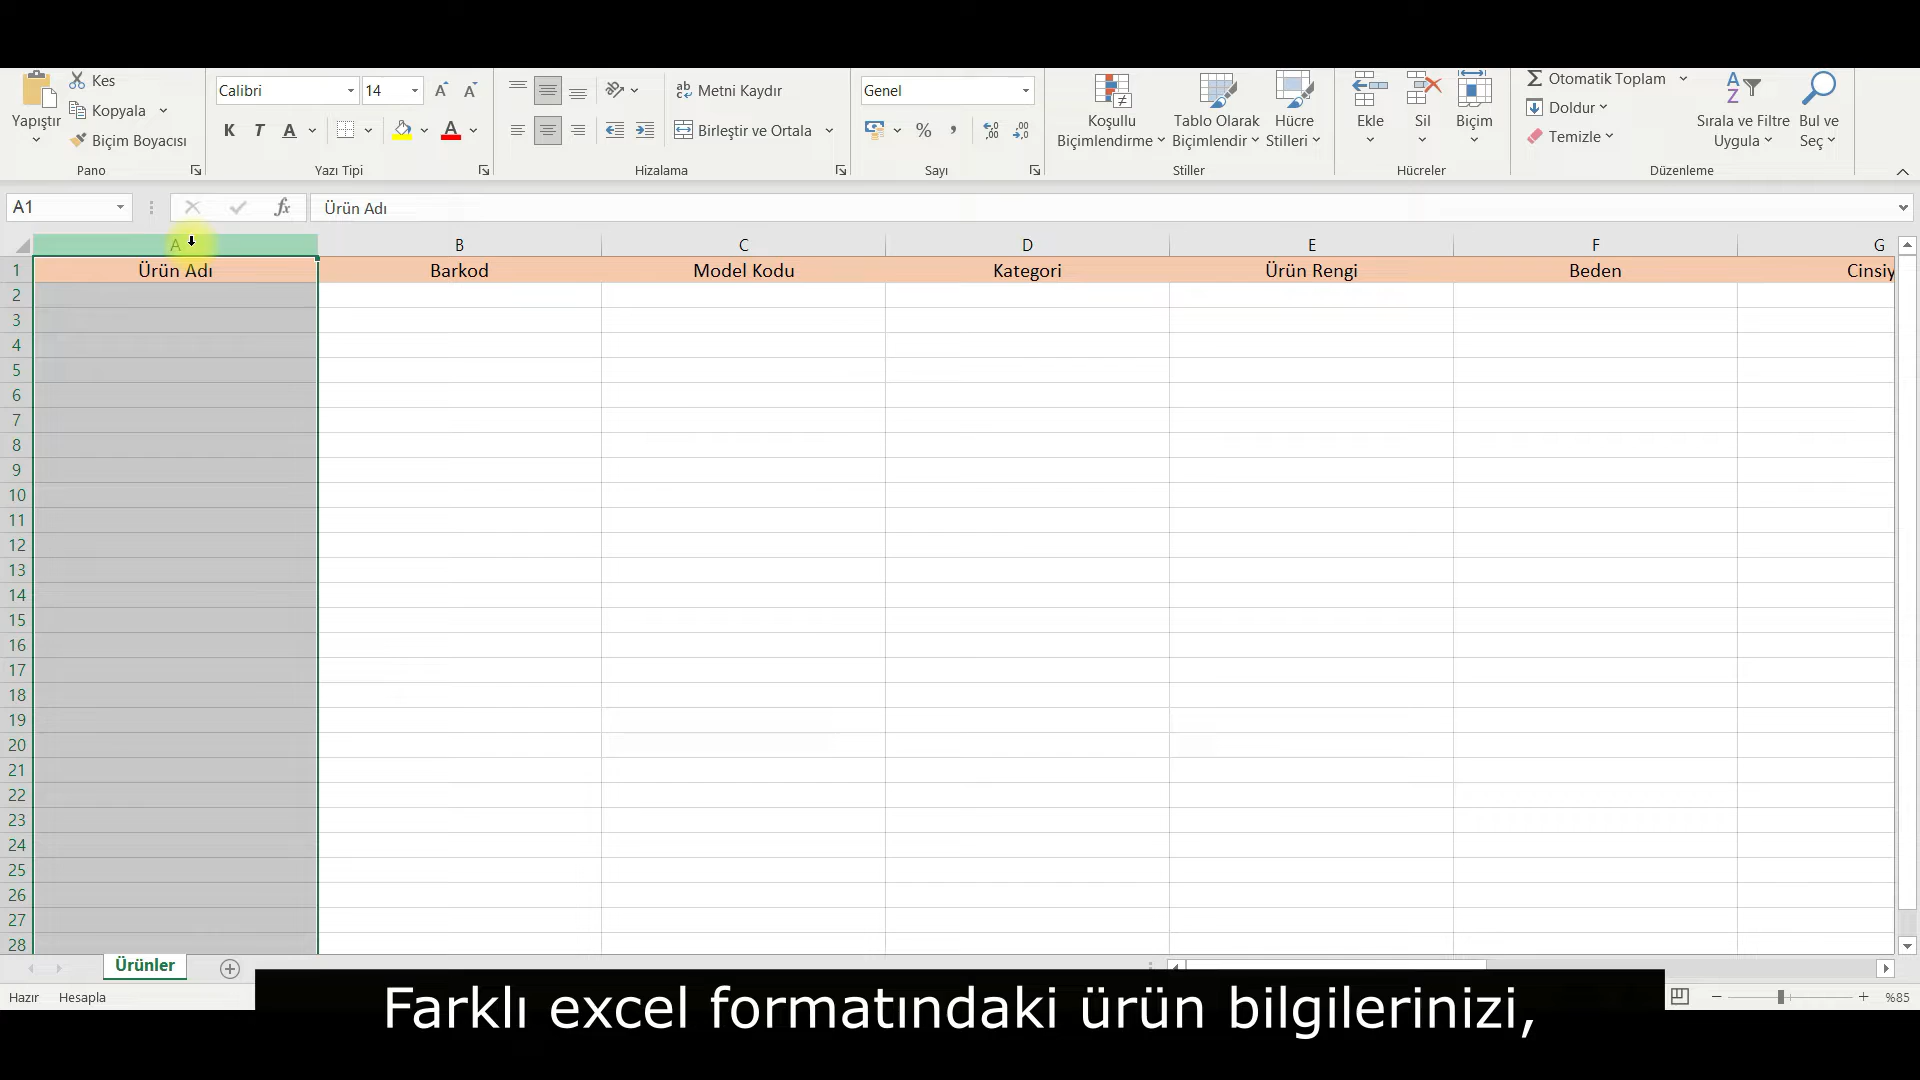 Kes
Kopyala
Biçim Boyacısı
Yapıştır
Pano
Calibri 14
K T A A
Yazı Tipi
Metni Kaydır
Birleştir ve Ortala
Hizalama
Genel
%
Sayı
Koşullu Biçimlendirme
Tablo Olarak Biçimlendir
Hücre Stilleri
Stiller
Ekle
Sil
Biçim
Hücreler
Otomatik Toplam
Doldur
Temizle
Sırala ve Filtre Uygula
Bul ve Seç
Düzenleme
A1 fx Ürün Adı
A B C D E F G
1 Ürün Adı Barkod Model Kodu Kategori Ürün Rengi Beden Cinsiy
2
3
4
5
6
7
8
9
10
11
12
13
14
15
16
17
18
19
20
21
22
23
24
25
26
27
28
Ürünler
Hazır Hesapla %85
Farklı excel formatındaki ürün bilgilerinizi,